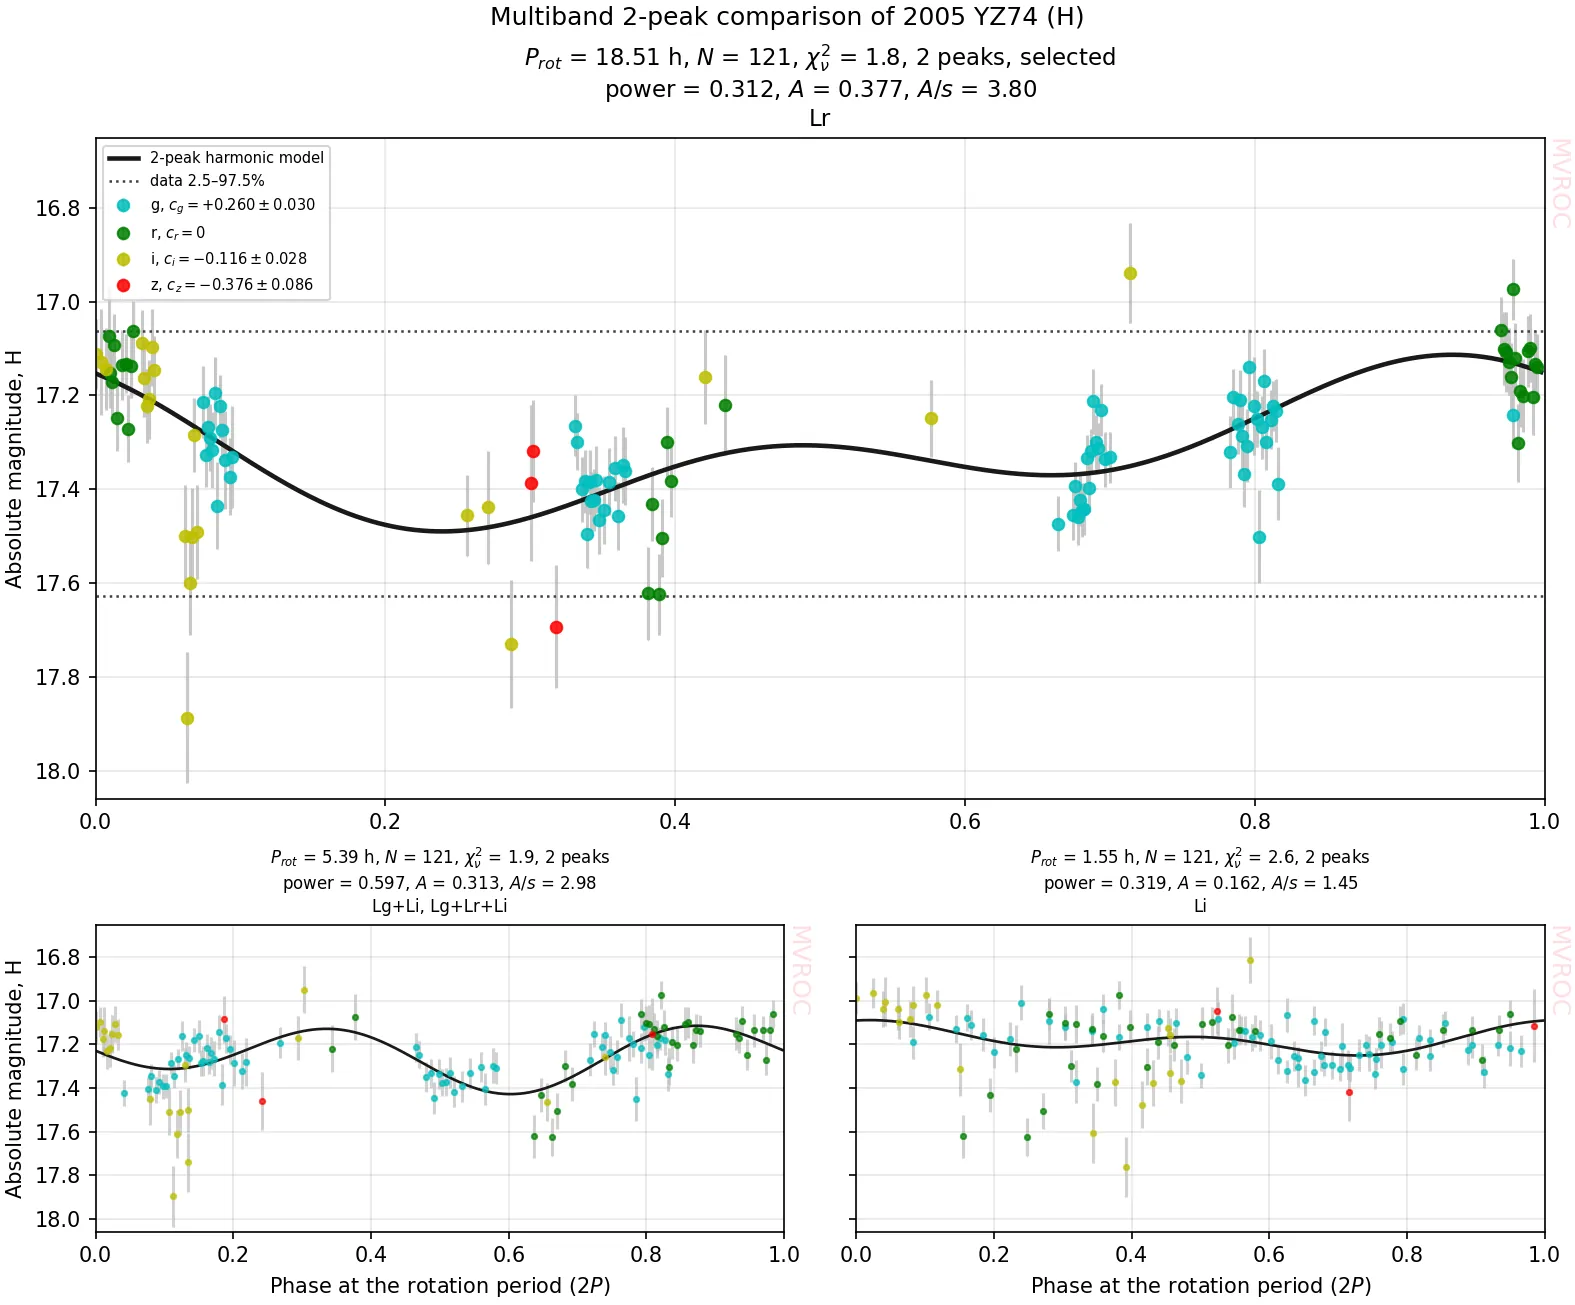 Multiband 2-peak comparison of 2005 YZ74 (H)
P_rot = 18.51 h, N = 121, χ²_ν = 1.8, 2 peaks, selected
power = 0.312, A = 0.377, A/s = 3.80
Lr
2-peak harmonic model
data 2.5–97.5%
g, c_g = +0.260 ± 0.030
r, c_r = 0
i, c_i = −0.116 ± 0.028
z, c_z = −0.376 ± 0.086
MVROC
Absolute magnitude, H
16.8
17.0
17.2
17.4
17.6
17.8
18.0
0.0 0.2 0.4 0.6 0.8 1.0
P_rot = 5.39 h, N = 121, χ²_ν = 1.9, 2 peaks
power = 0.597, A = 0.313, A/s = 2.98
Lg+Li, Lg+Lr+Li
MVROC
Absolute magnitude, H
16.8
17.0
17.2
17.4
17.6
17.8
18.0
0.0 0.2 0.4 0.6 0.8 1.0
Phase at the rotation period (2P)
P_rot = 1.55 h, N = 121, χ²_ν = 2.6, 2 peaks
power = 0.319, A = 0.162, A/s = 1.45
Li
MVROC
0.0 0.2 0.4 0.6 0.8 1.0
Phase at the rotation period (2P)